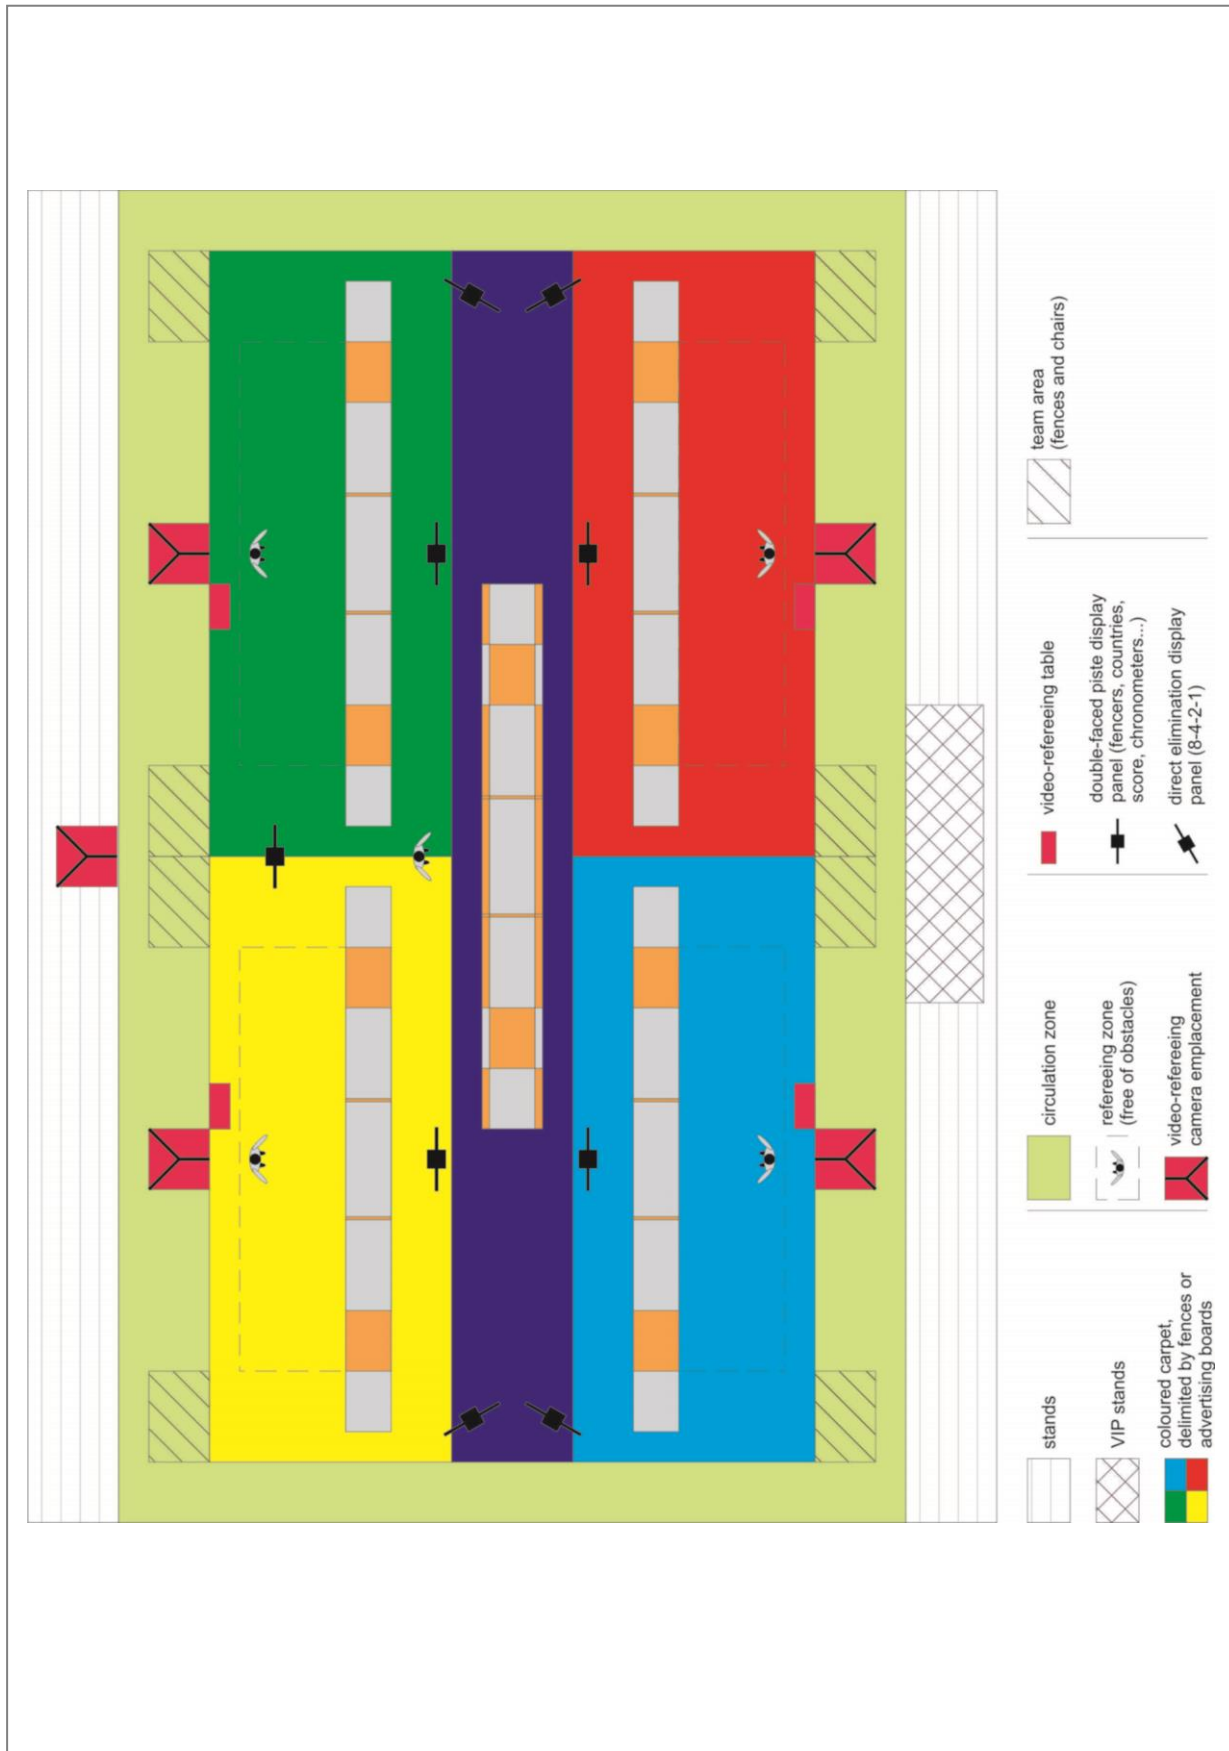 stands
VIP stands
coloured carpet,
delimited by fences or
advertising boards
circulation zone
refereeing zone
(free of obstacles)
video-refereeing
camera emplacement
video-refereeing table
double-faced piste display
panel (fencers, countries,
score, chronometers...)
direct elimination display
panel (8-4-2-1)
team area
(fences and chairs)